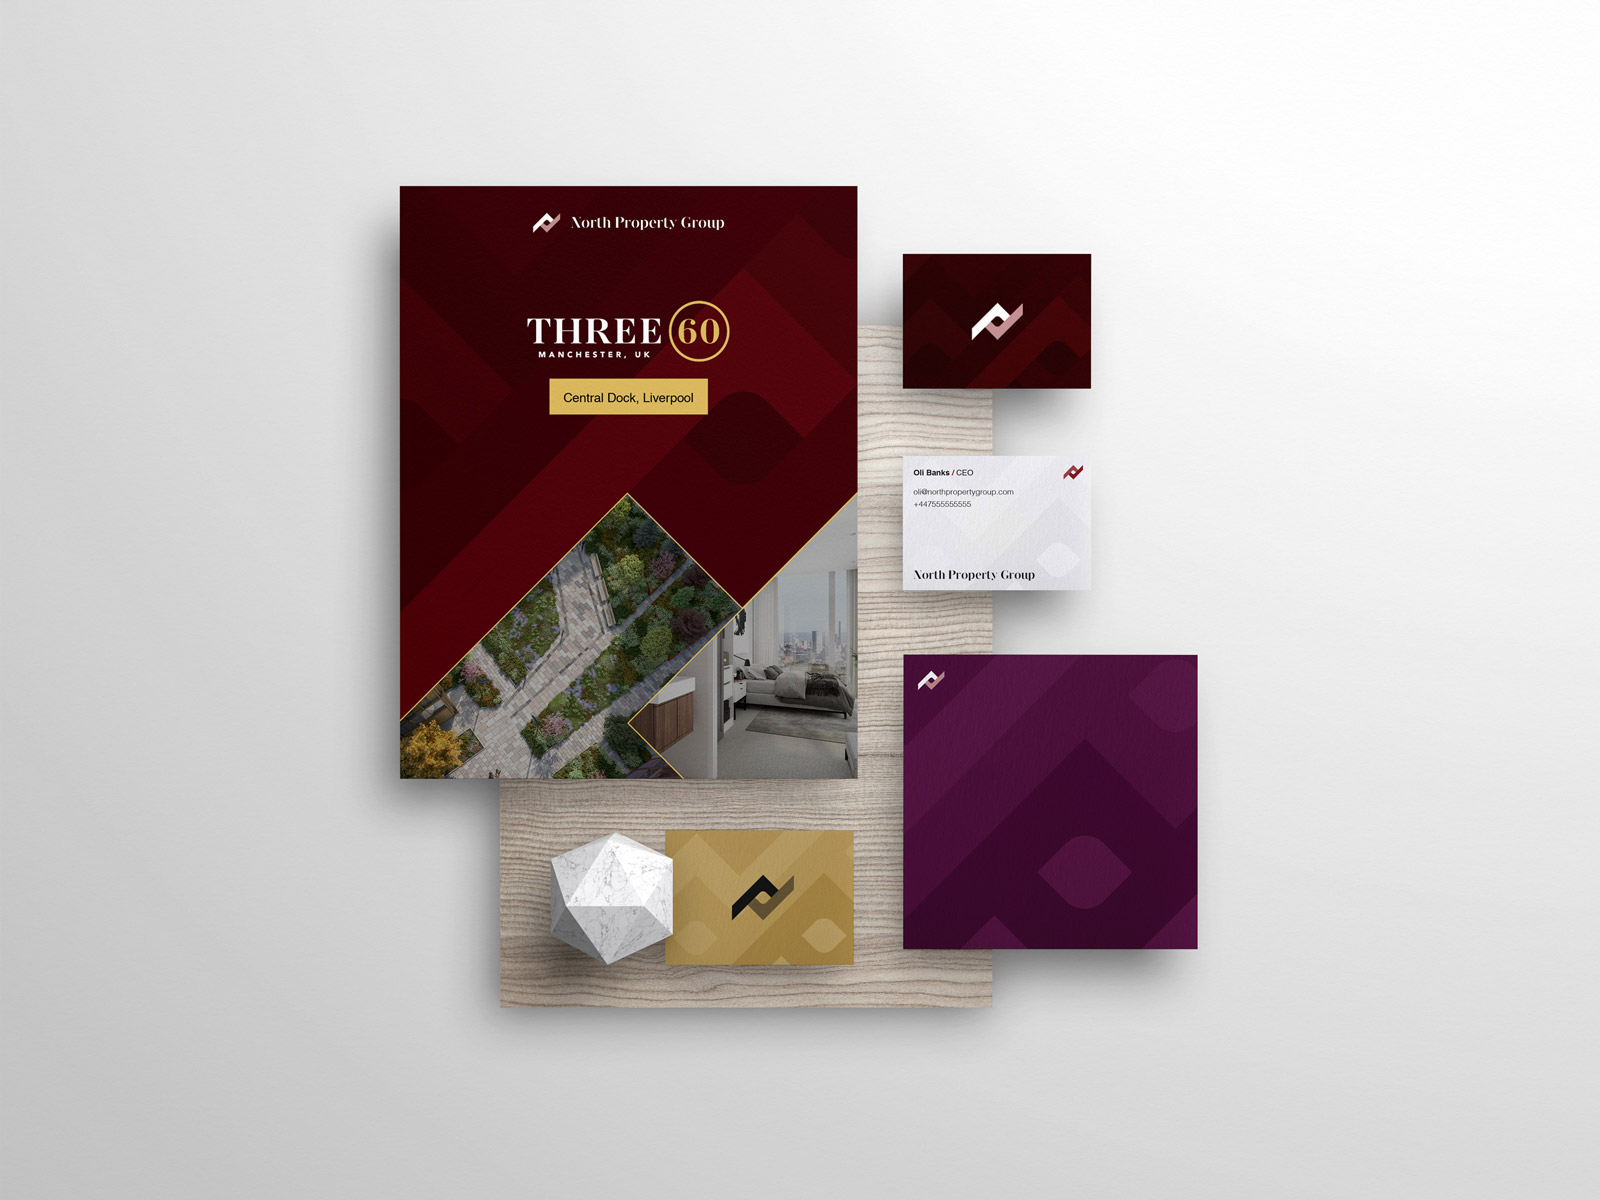 North Property Group
THREE 60
MANCHESTER, UK
Central Dock, Liverpool
Oli Banks / CEO
oli@northpropertygroup.com
+447555555555
North Property Group